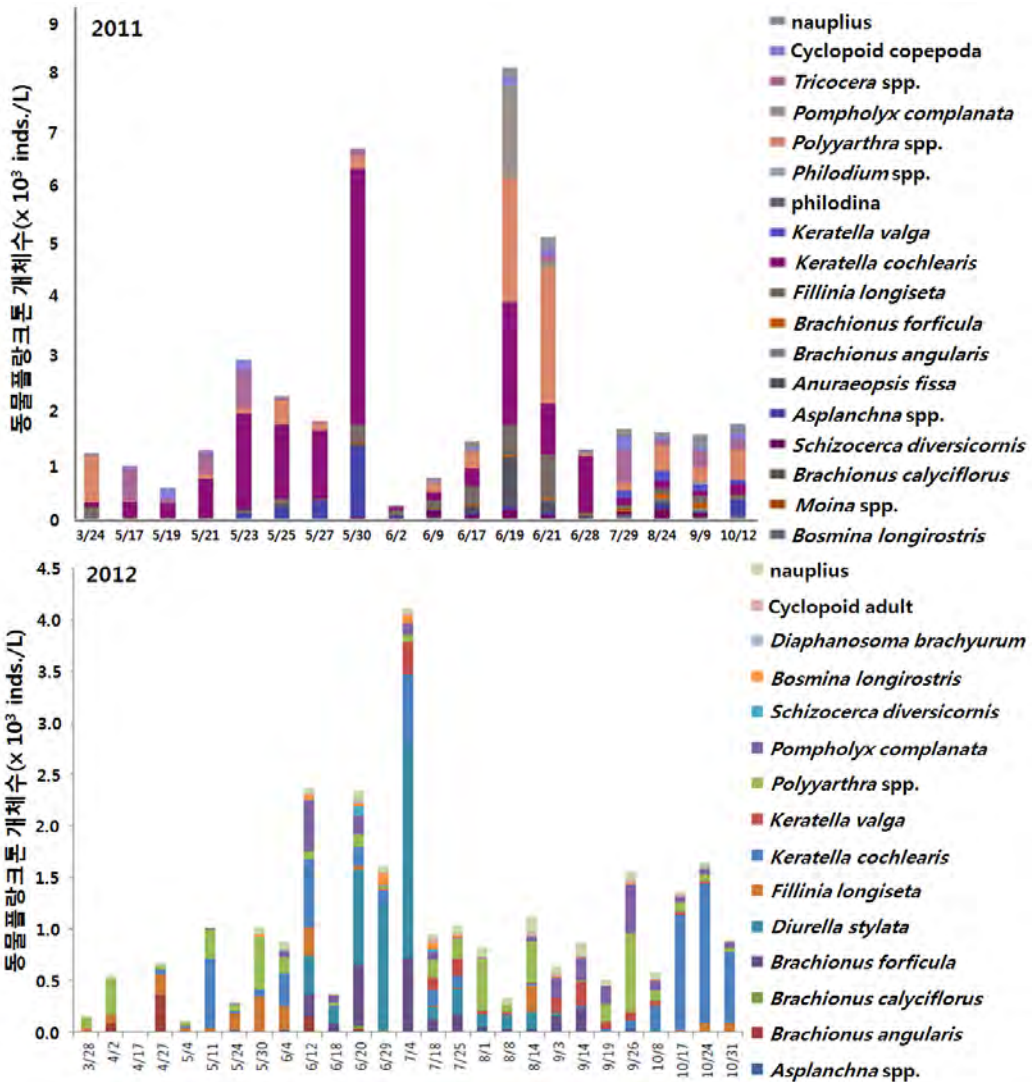 2011
동물플랑크톤 개체수(x 10³ inds./L)
9
8
7
6
5
4
3
2
1
0
3/24 5/17 5/19 5/21 5/23 5/25 5/27 5/30 6/2 6/9 6/17 6/19 6/21 6/28 7/29 8/24 9/9 10/12
nauplius
Cyclopoid copepoda
Tricocera spp.
Pompholyx complanata
Polyyarthra spp.
Philodium spp.
philodina
Keratella valga
Keratella cochlearis
Fillinia longiseta
Brachionus forficula
Brachionus angularis
Anuraeopsis fissa
Asplanchna spp.
Schizocerca diversicornis
Brachionus calyciflorus
Moina spp.
Bosmina longirostris
2012
동물플랑크톤 개체수(x 10³ inds./L)
4.5
4.0
3.5
3.0
2.5
2.0
1.5
1.0
0.5
0.0
3/28 4/2 4/17 4/27 5/4 5/11 5/24 5/30 6/4 6/12 6/18 6/20 6/29 7/4 7/18 7/25 8/1 8/8 8/14 9/3 9/14 9/19 9/26 10/8 10/17 10/24 10/31
nauplius
Cyclopoid adult
Diaphanosoma brachyurum
Bosmina longirostris
Schizocerca diversicornis
Pompholyx complanata
Polyyarthra spp.
Keratella valga
Keratella cochlearis
Fillinia longiseta
Diurella stylata
Brachionus forficula
Brachionus calyciflorus
Brachionus angularis
Asplanchna spp.